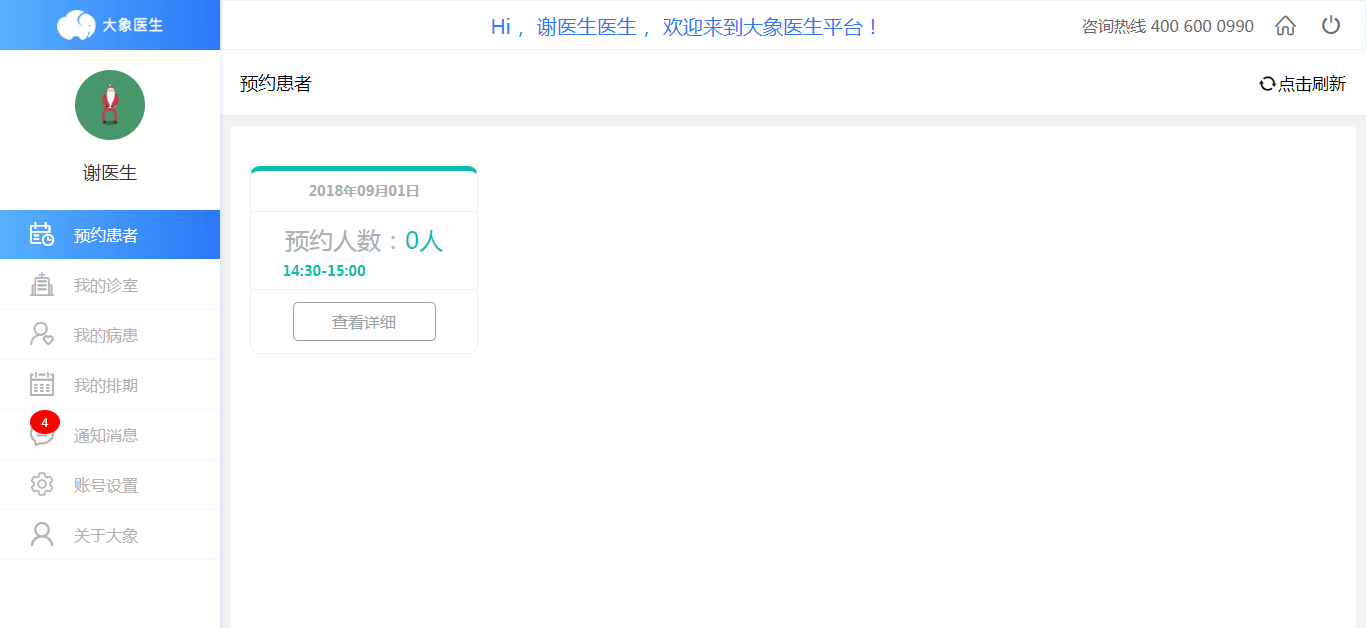 大象医生
Hi， 谢医生医生， 欢迎来到大象医生平台！
咨询热线 400 600 0990
谢医生
预约患者
我的诊室
我的病患
我的排期
4
通知消息
账号设置
关于大象
预约患者
点击刷新
2018年09月01日
预约人数：0人
14:30-15:00
查看详细